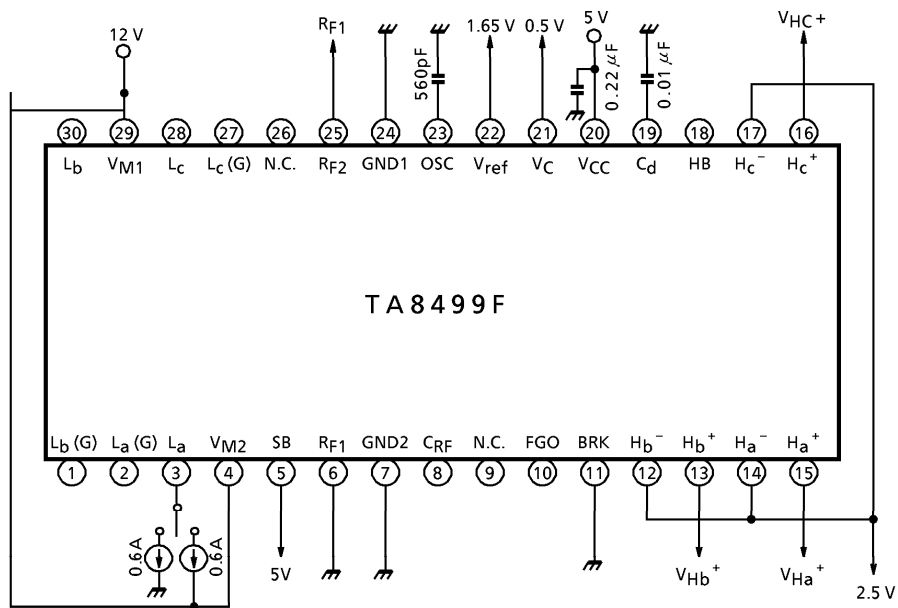 12 V
RF1
560pF
1.65 V
0.5 V
5 V
0.22 μF
0.01 μF
VHC+
30 29 28 27 26 25 24 23 22 21 20 19 18 17 16
Lb VM1 Lc Lc (G) N.C. RF2 GND1 OSC Vref VC VCC Cd HB Hc− Hc+
TA8499F
Lb (G) La (G) La VM2 SB RF1 GND2 CRF N.C. FGO BRK Hb− Hb+ Ha− Ha+
1 2 3 4 5 6 7 8 9 10 11 12 13 14 15
0.6A
0.6A
5V
VHb+
VHa+
2.5 V